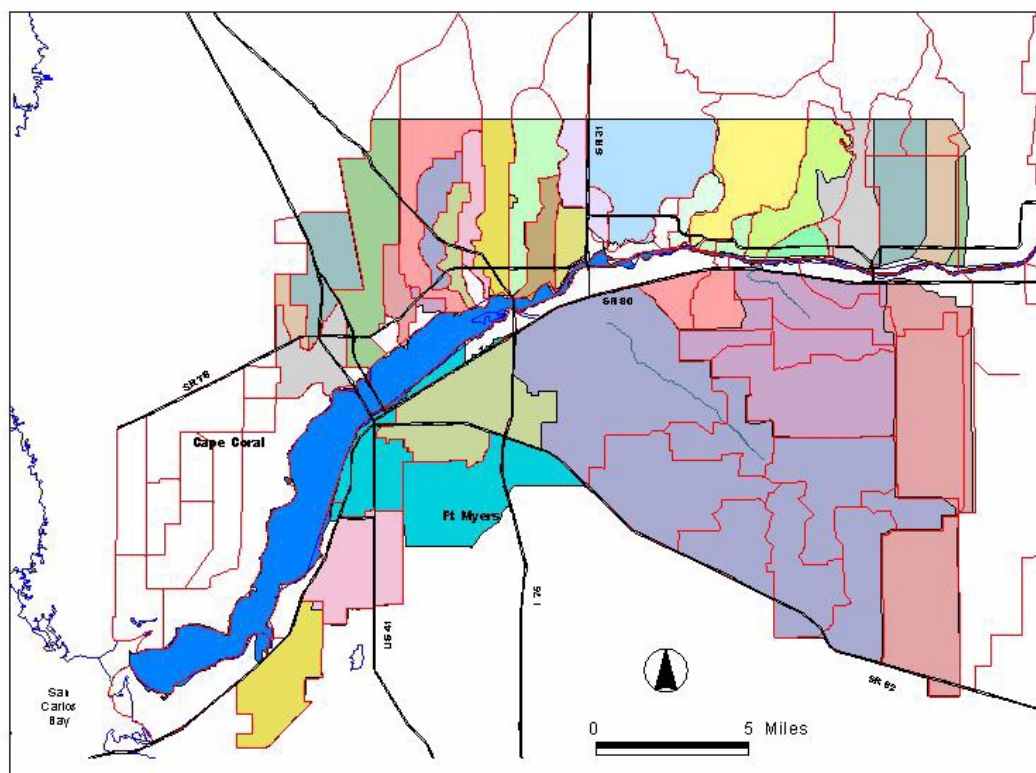 SR 31
SR 80
SR 78
Cape Coral
Ft Myers
I 75
US 41
SR 82
San
Carlos
Bay
0 5 Miles